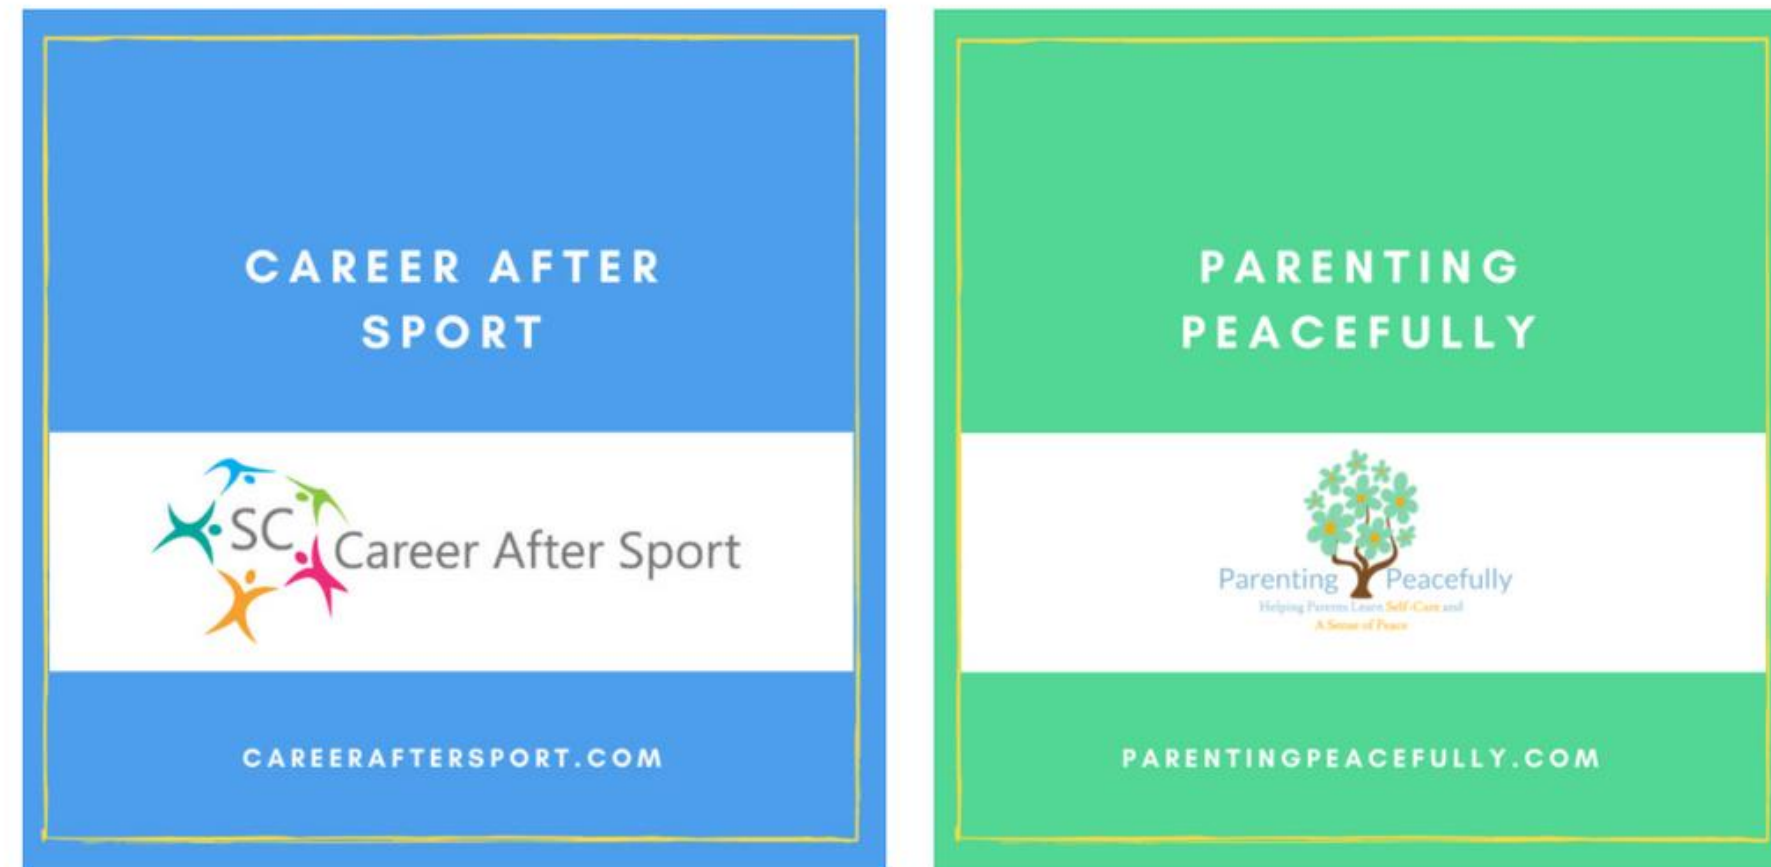 CAREER AFTER
SPORT
SC Career After Sport
CAREERAFTERSPORT.COM
PARENTING
PEACEFULLY
Parenting Peacefully
Helping Parents Learn Self-Care and
A Sense of Peace
PARENTINGPEACEFULLY.COM